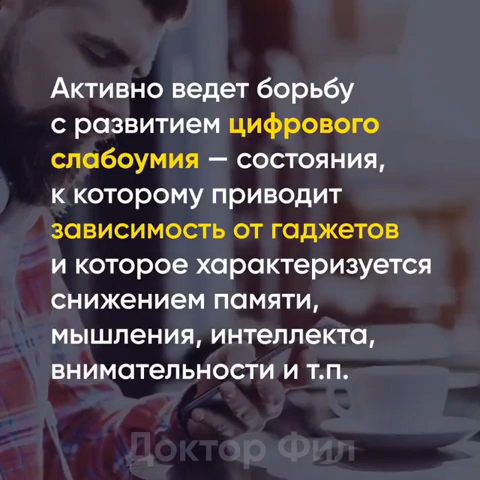 Активно ведет борьбу
с развитием цифрового
слабоумия — состояния,
к которому приводит
зависимость от гаджетов
и которое характеризуется
снижением памяти,
мышления, интеллекта,
внимательности и т.п.
Доктор Фил